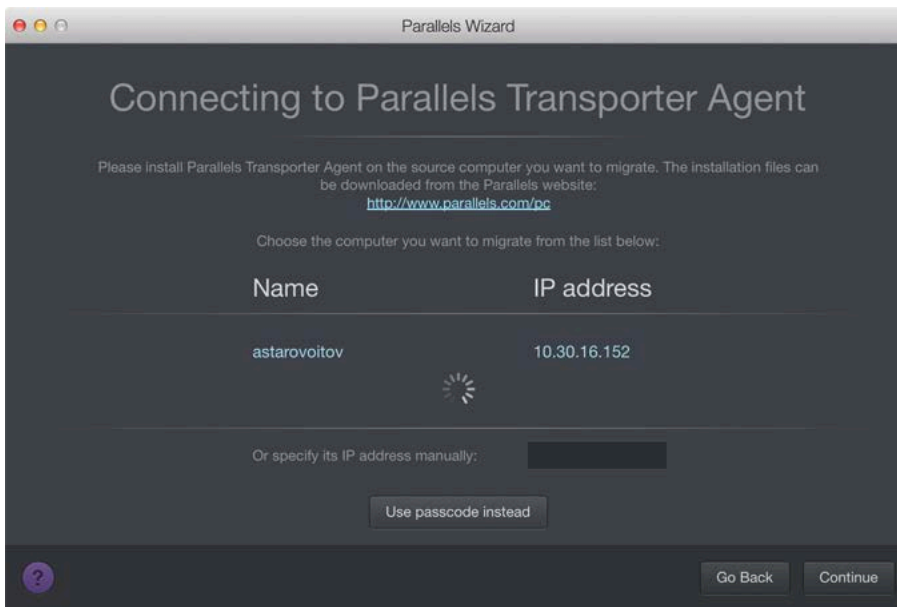 Parallels Wizard
Connecting to Parallels Transporter Agent
Please install Parallels Transporter Agent on the source computer you want to migrate. The installation files can
be downloaded from the Parallels website:
http://www.parallels.com/pc
Choose the computer you want to migrate from the list below:
Name IP address
astarovoitov 10.30.16.152
Or specify its IP address manually:
Use passcode instead
? Go Back Continue